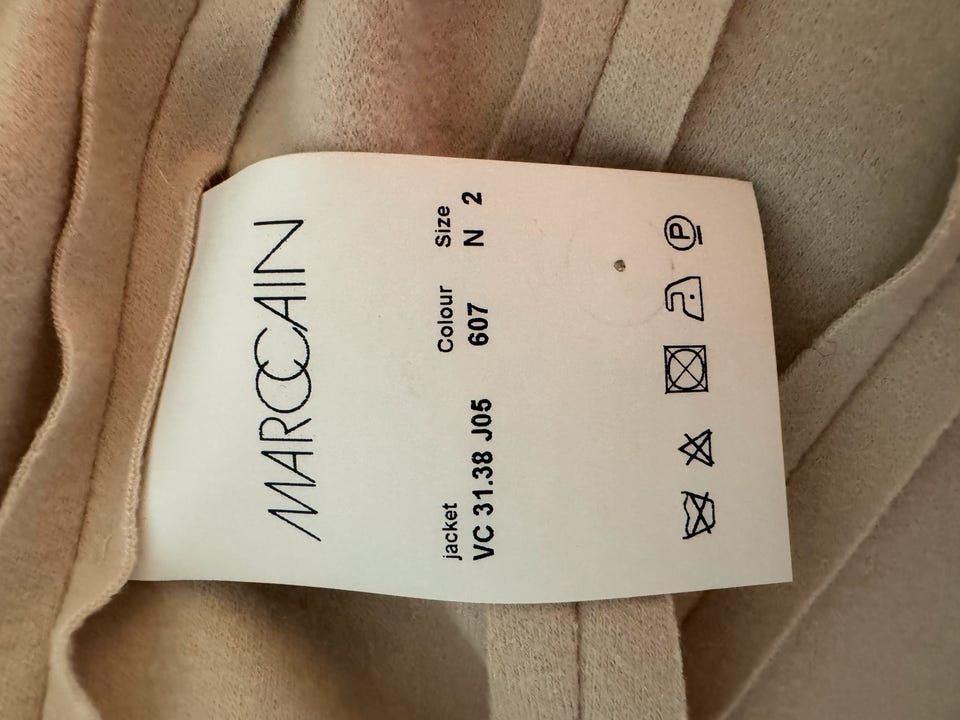 MARCCAIN
jacket Colour Size
VC 31.38 J05 607 N 2
P